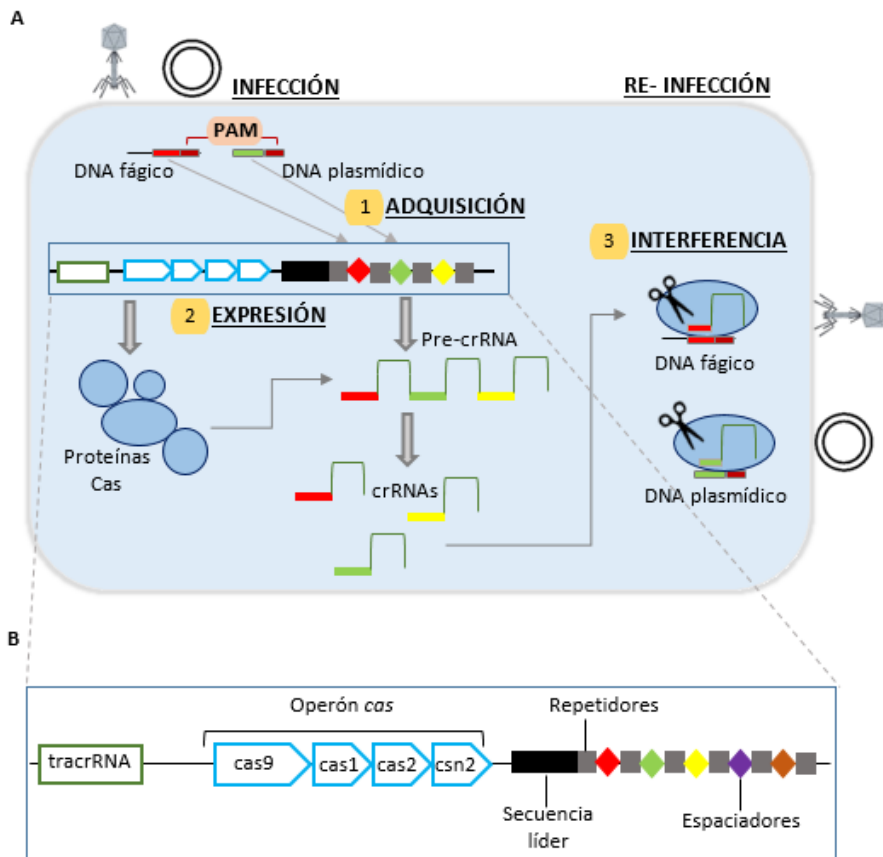 A
INFECCIÓN
RE- INFECCIÓN
PAM
DNA fágico
DNA plasmídico
1 ADQUISICIÓN
3 INTERFERENCIA
2 EXPRESIÓN
Pre-crRNA
DNA fágico
Proteínas
Cas
crRNAs
DNA plasmídico
B
Operón cas
Repetidores
tracrRNA
cas9
cas1
cas2
csn2
Secuencia
líder
Espaciadores